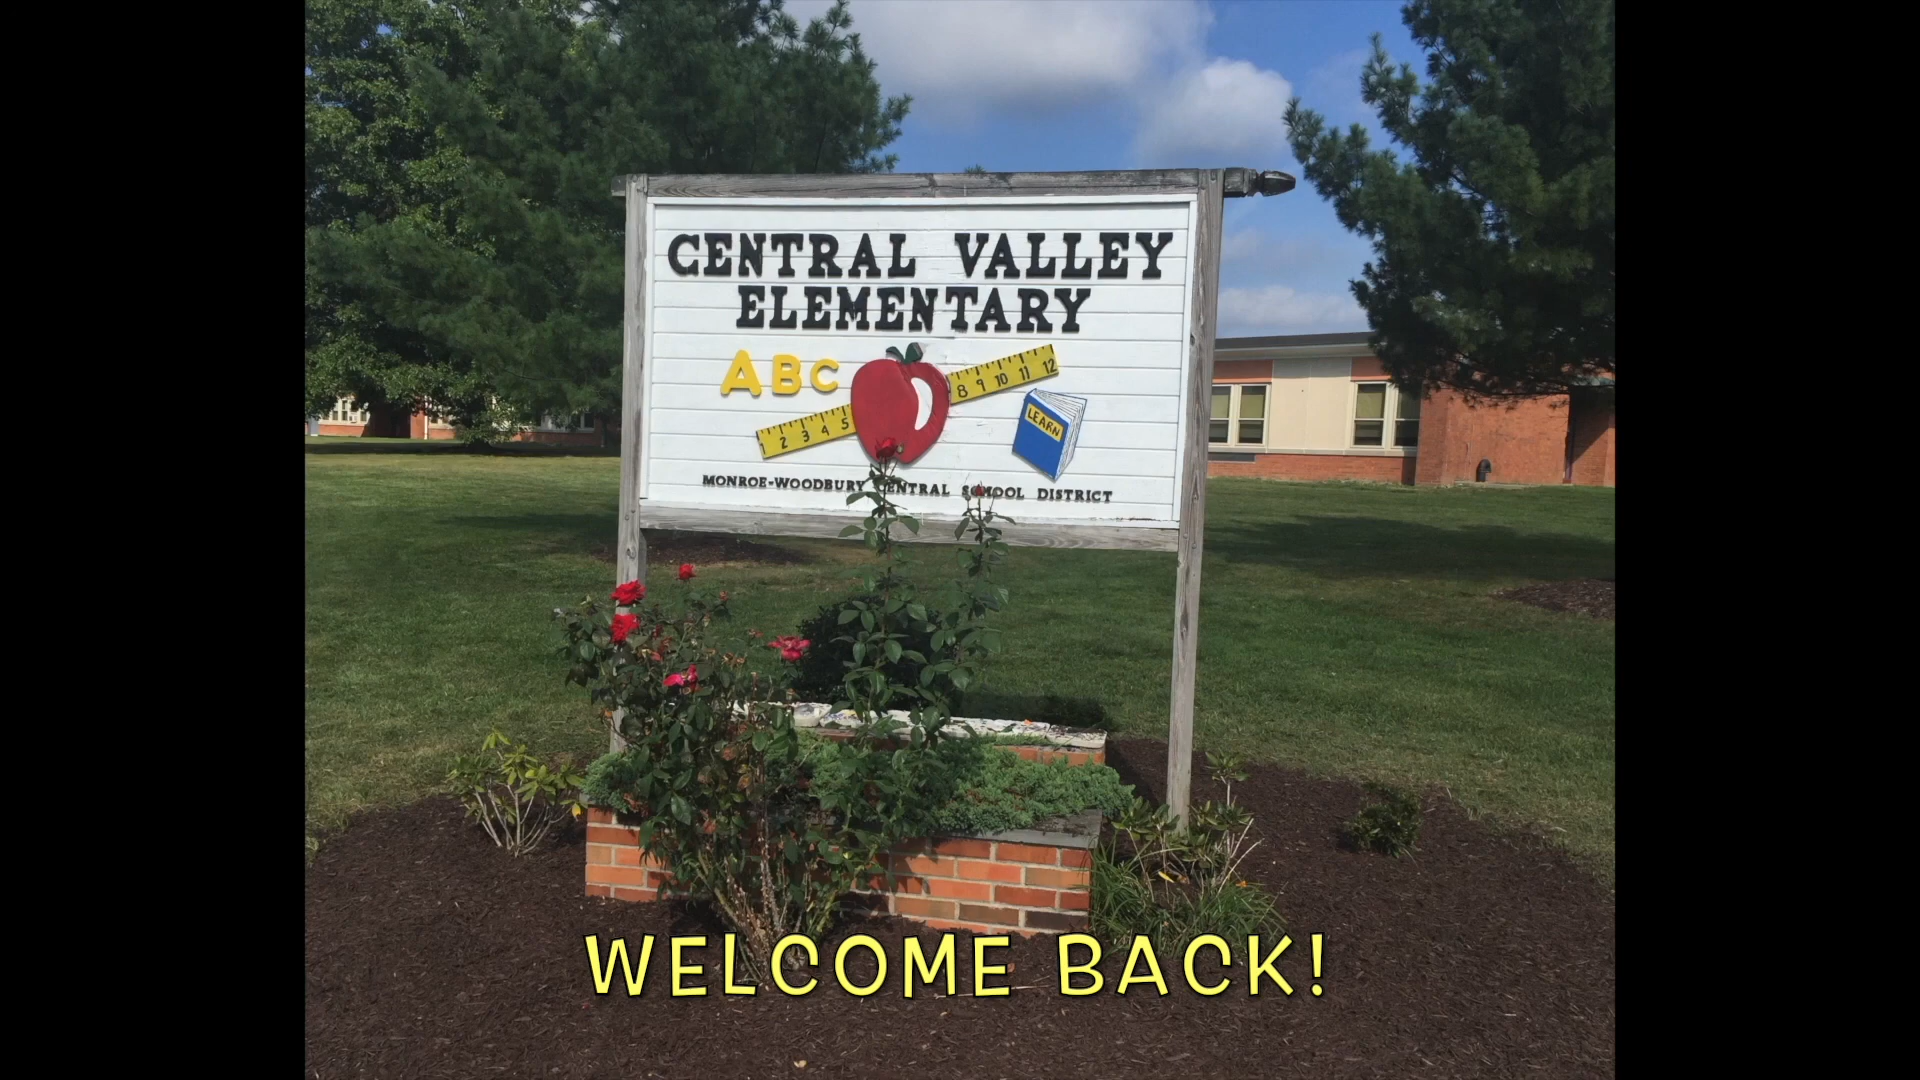 CENTRAL VALLEY
ELEMENTARY
ABC
1 2 3 4 5
8 9 10 11 12
LEARN
MONROE-WOODBURY CENTRAL SCHOOL DISTRICT
WELCOME BACK!